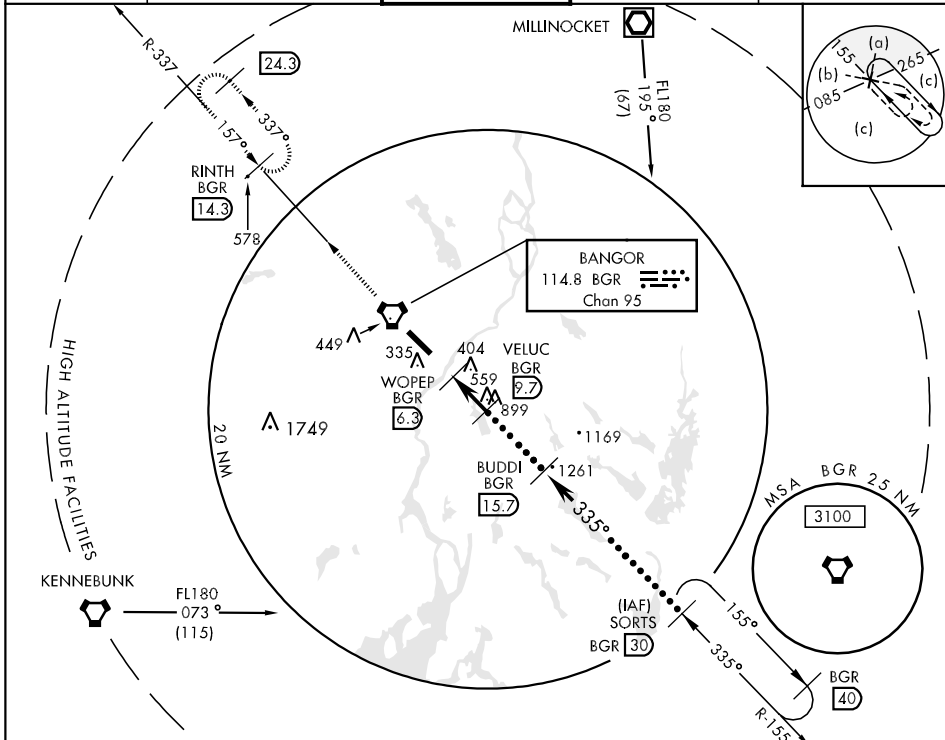 R-337
24.3
337°
157°
RINTH
BGR
14.3
578
MILLINOCKET
FL180
195°
(67)
155
(a)
265
(b)
(c)
085
(c)
BANGOR
114.8 BGR
Chan 95
449
335
404
VELUC
BGR
9.7
559
899
WOPEP
BGR
6.3
1749
1169
1261
BUDDI
BGR
15.7
20 NM
HIGH ALTITUDE FACILITIES
335°
MSA BGR 25 NM
3100
KENNEBUNK
FL180
073°
(115)
(IAF)
SORTS
BGR 30
155°
335°
BGR
40
R-155